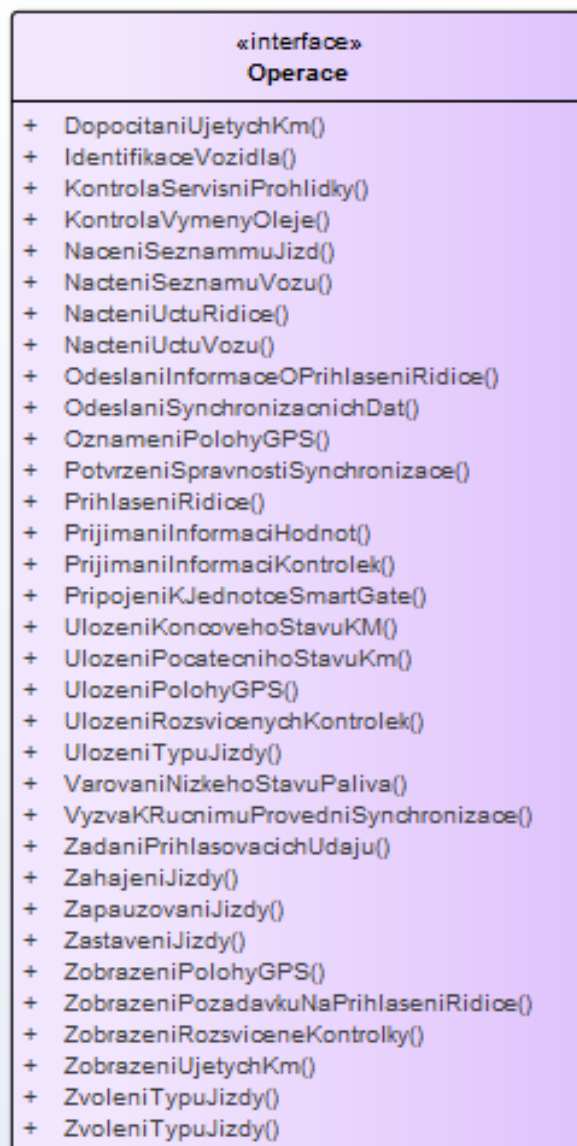 «interface»
Operace
+ DopocitaniUjetychKm()
+ IdentifikaceVozidla()
+ KontrolaServisniProhlidky()
+ KontrolaVymenyOleje()
+ NaceniSeznammuJizd()
+ NacteniSeznamuVozu()
+ NacteniUctuRidice()
+ NacteniUctuVozu()
+ OdeslaniInformaceOPrihlaseniRidice()
+ OdeslaniSynchronizacnichDat()
+ OznameniPolohyGPS()
+ PotvrzeniSpravnostiSynchronizace()
+ PrihlaseniRidice()
+ PrijimaniInformaciHodnot()
+ PrijimaniInformaciKontrolek()
+ PripojeniKJednotceSmartGate()
+ UlozeniKoncovehoStavuKM()
+ UlozeniPocatecnihoStavuKm()
+ UlozeniPolohyGPS()
+ UlozeniRozsvicenychKontrolek()
+ UlozeniTypuJizdy()
+ VarovaniNizkehoStavuPaliva()
+ VyzvaKRucnimuProvedniSynchronizace()
+ ZadaniPrihlasovacichUdaju()
+ ZahajeniJizdy()
+ ZapauzovaniJizdy()
+ ZastaveniJizdy()
+ ZobrazeniPolohyGPS()
+ ZobrazeniPozadavkuNaPrihlaseniRidice()
+ ZobrazeniRozsviceneKontrolky()
+ ZobrazeniUjetychKm()
+ ZvoleniTypuJizdy()
+ ZvoleniTypuJizdy()